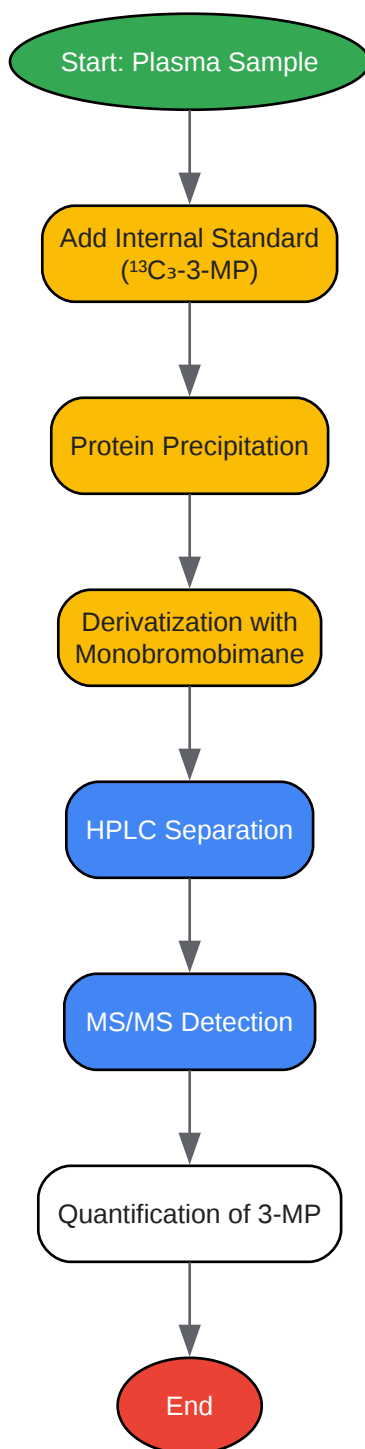 Start: Plasma Sample
Add Internal Standard
(¹³C₃-3-MP)
Protein Precipitation
Derivatization with
Monobromobimane
HPLC Separation
MS/MS Detection
Quantification of 3-MP
End